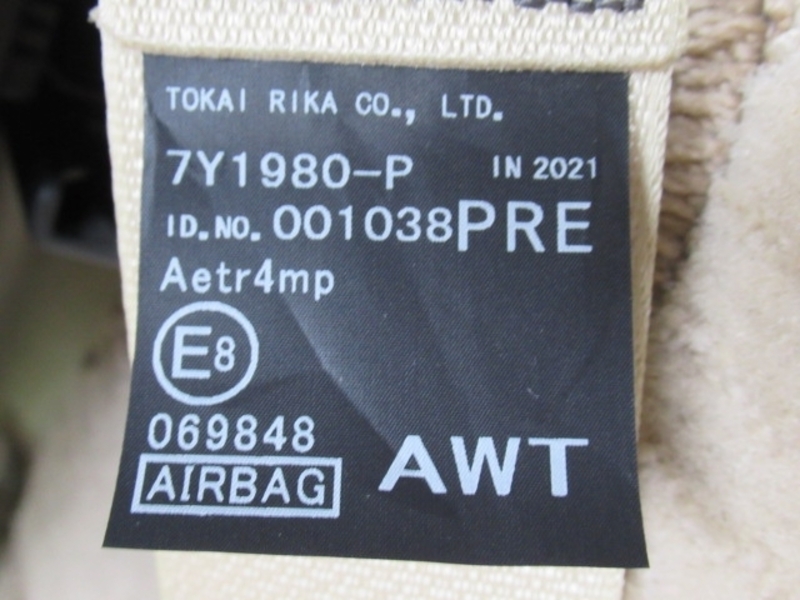 TOKAI RIKA CO., LTD.
7Y1980-P IN 2021
ID.NO. 001038PRE
Aetr4mp
E8
069848
AIRBAG AWT